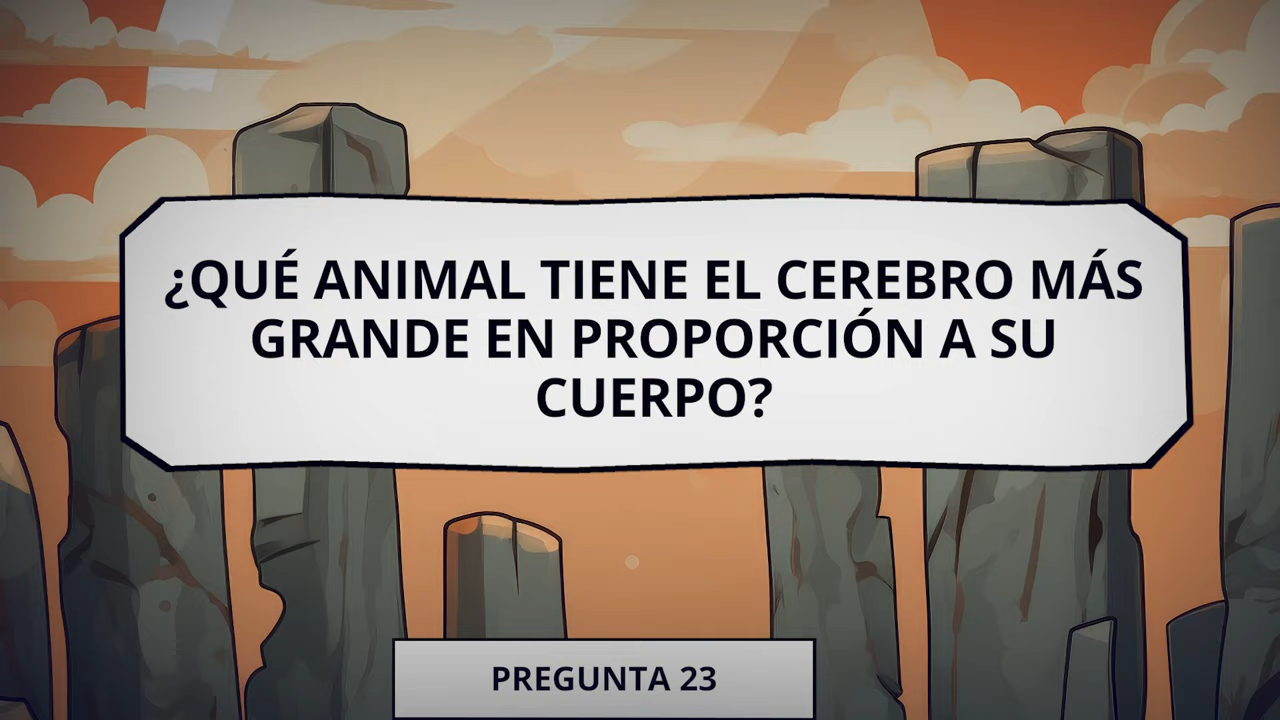 ¿QUÉ ANIMAL TIENE EL CEREBRO MÁS
GRANDE EN PROPORCIÓN A SU
CUERPO?
PREGUNTA 23